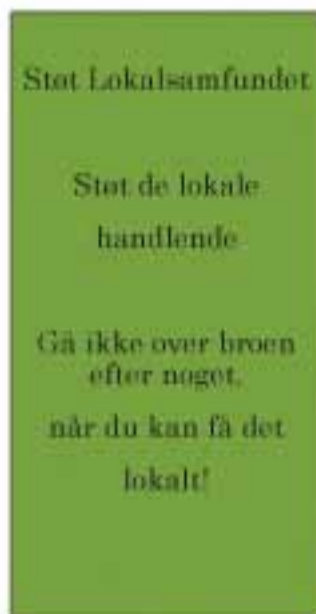 Støt Lokalsamfundet
Støt de lokale
handlende
Gå ikke over broen
efter noget,
når du kan få det
lokalt!